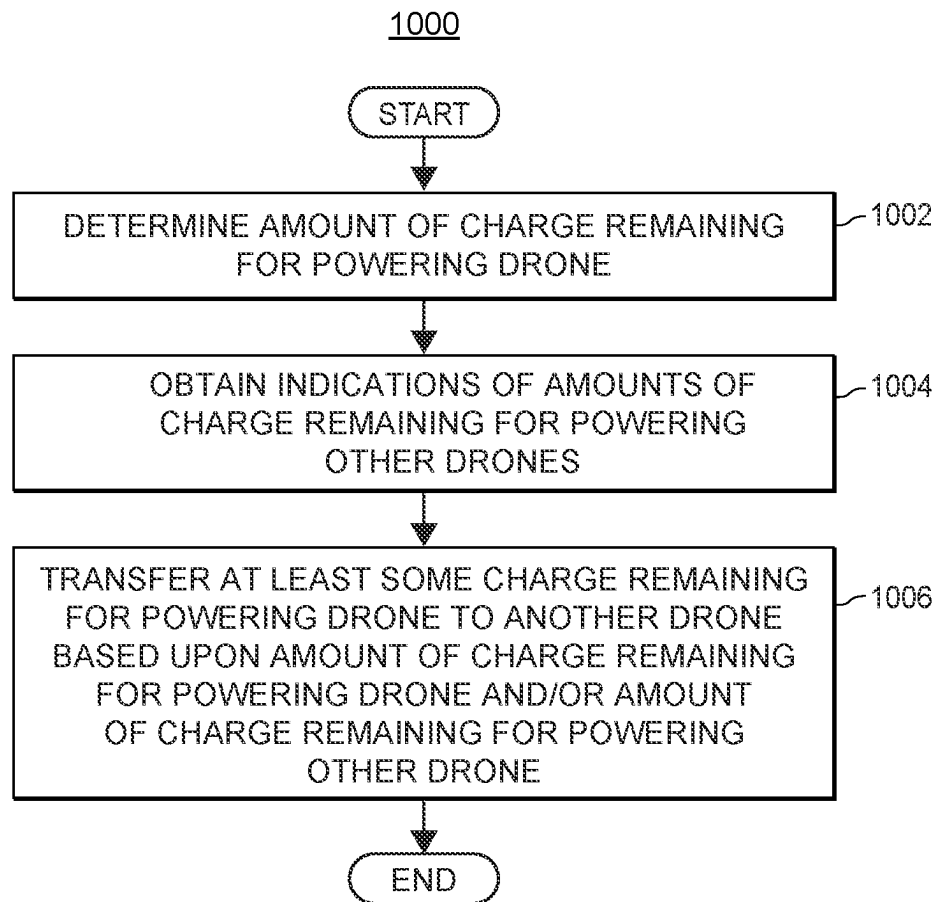 1000
START
DETERMINE AMOUNT OF CHARGE REMAINING
FOR POWERING DRONE
1002
OBTAIN INDICATIONS OF AMOUNTS OF
CHARGE REMAINING FOR POWERING
OTHER DRONES
1004
TRANSFER AT LEAST SOME CHARGE REMAINING
FOR POWERING DRONE TO ANOTHER DRONE
BASED UPON AMOUNT OF CHARGE REMAINING
FOR POWERING DRONE AND/OR AMOUNT
OF CHARGE REMAINING FOR POWERING
OTHER DRONE
1006
END